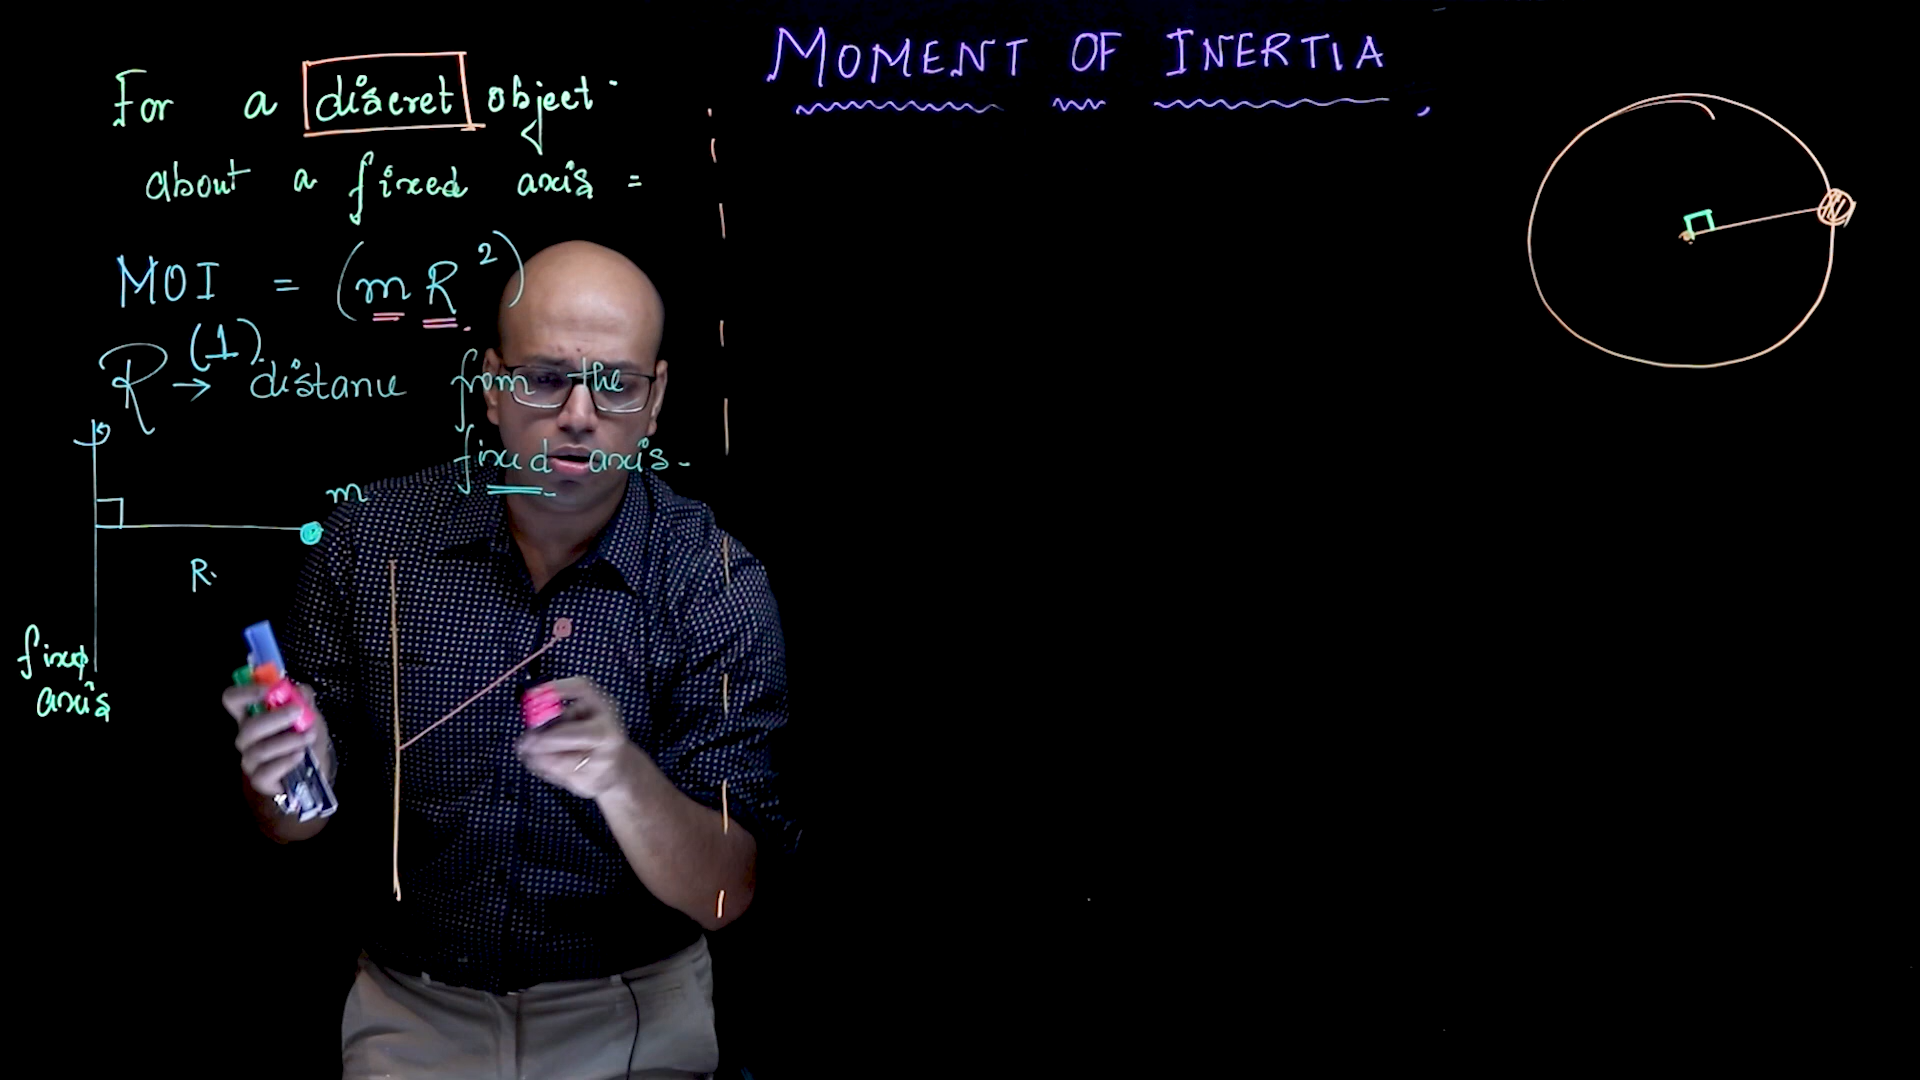 MOMENT OF INERTIA
For a discret object
about a fixed axis =
MOI = (mR²)
(1)
R → distance from the
fixed axis.
m
R.
fixed
axis